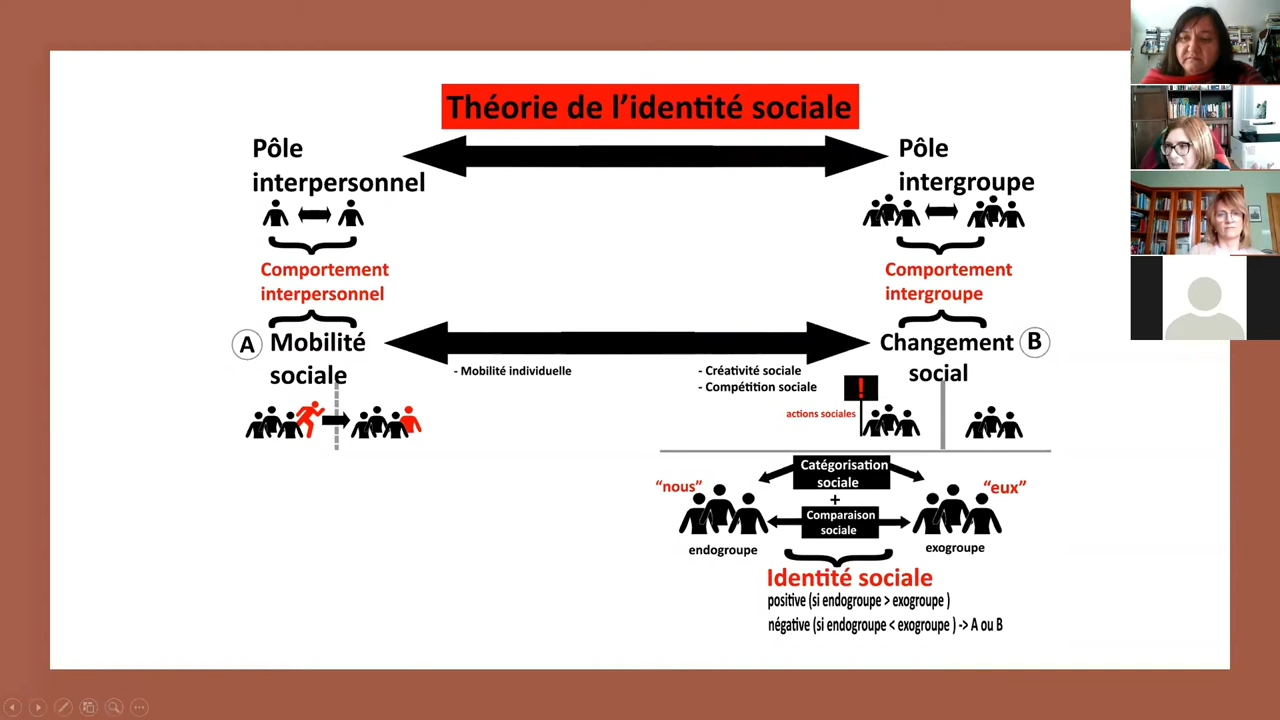 Théorie de l’identité sociale
Pôle
interpersonnel
Pôle
intergroupe
Comportement
interpersonnel
Comportement
intergroupe
A
Mobilité
sociale
Changement
social
B
- Mobilité individuelle
- Créativité sociale
- Compétition sociale
!
actions sociales
Catégorisation
sociale
+
Comparaison
sociale
“nous”
“eux”
endogroupe
exogroupe
Identité sociale
positive (si endogroupe > exogroupe )
négative (si endogroupe < exogroupe ) -> A ou B